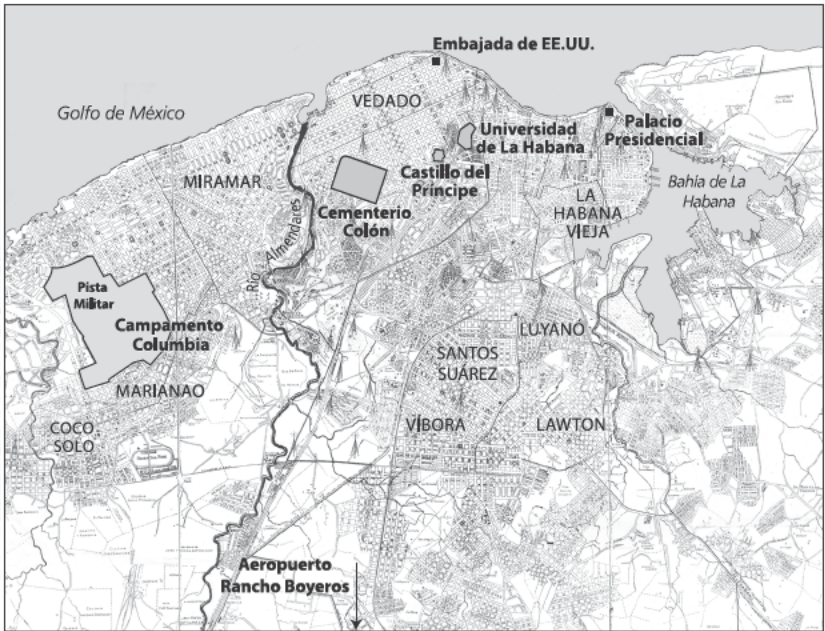 Embajada de EE.UU.
Golfo de México
VEDADO
Universidad
de La Habana
Palacio
Presidencial
MIRAMAR
Castillo del
Príncipe
Bahia de La
Habana
Cementerio
Colón
LA
HABANA
VIEJA
Río Almendares
Pista
Militar
Campamento
Columbia
LUYANO
SANTOS
SUÁREZ
MARIANAO
COCO
SOLO
VÍBORA
LAWTON
Aeropuerto
Rancho Boyeros